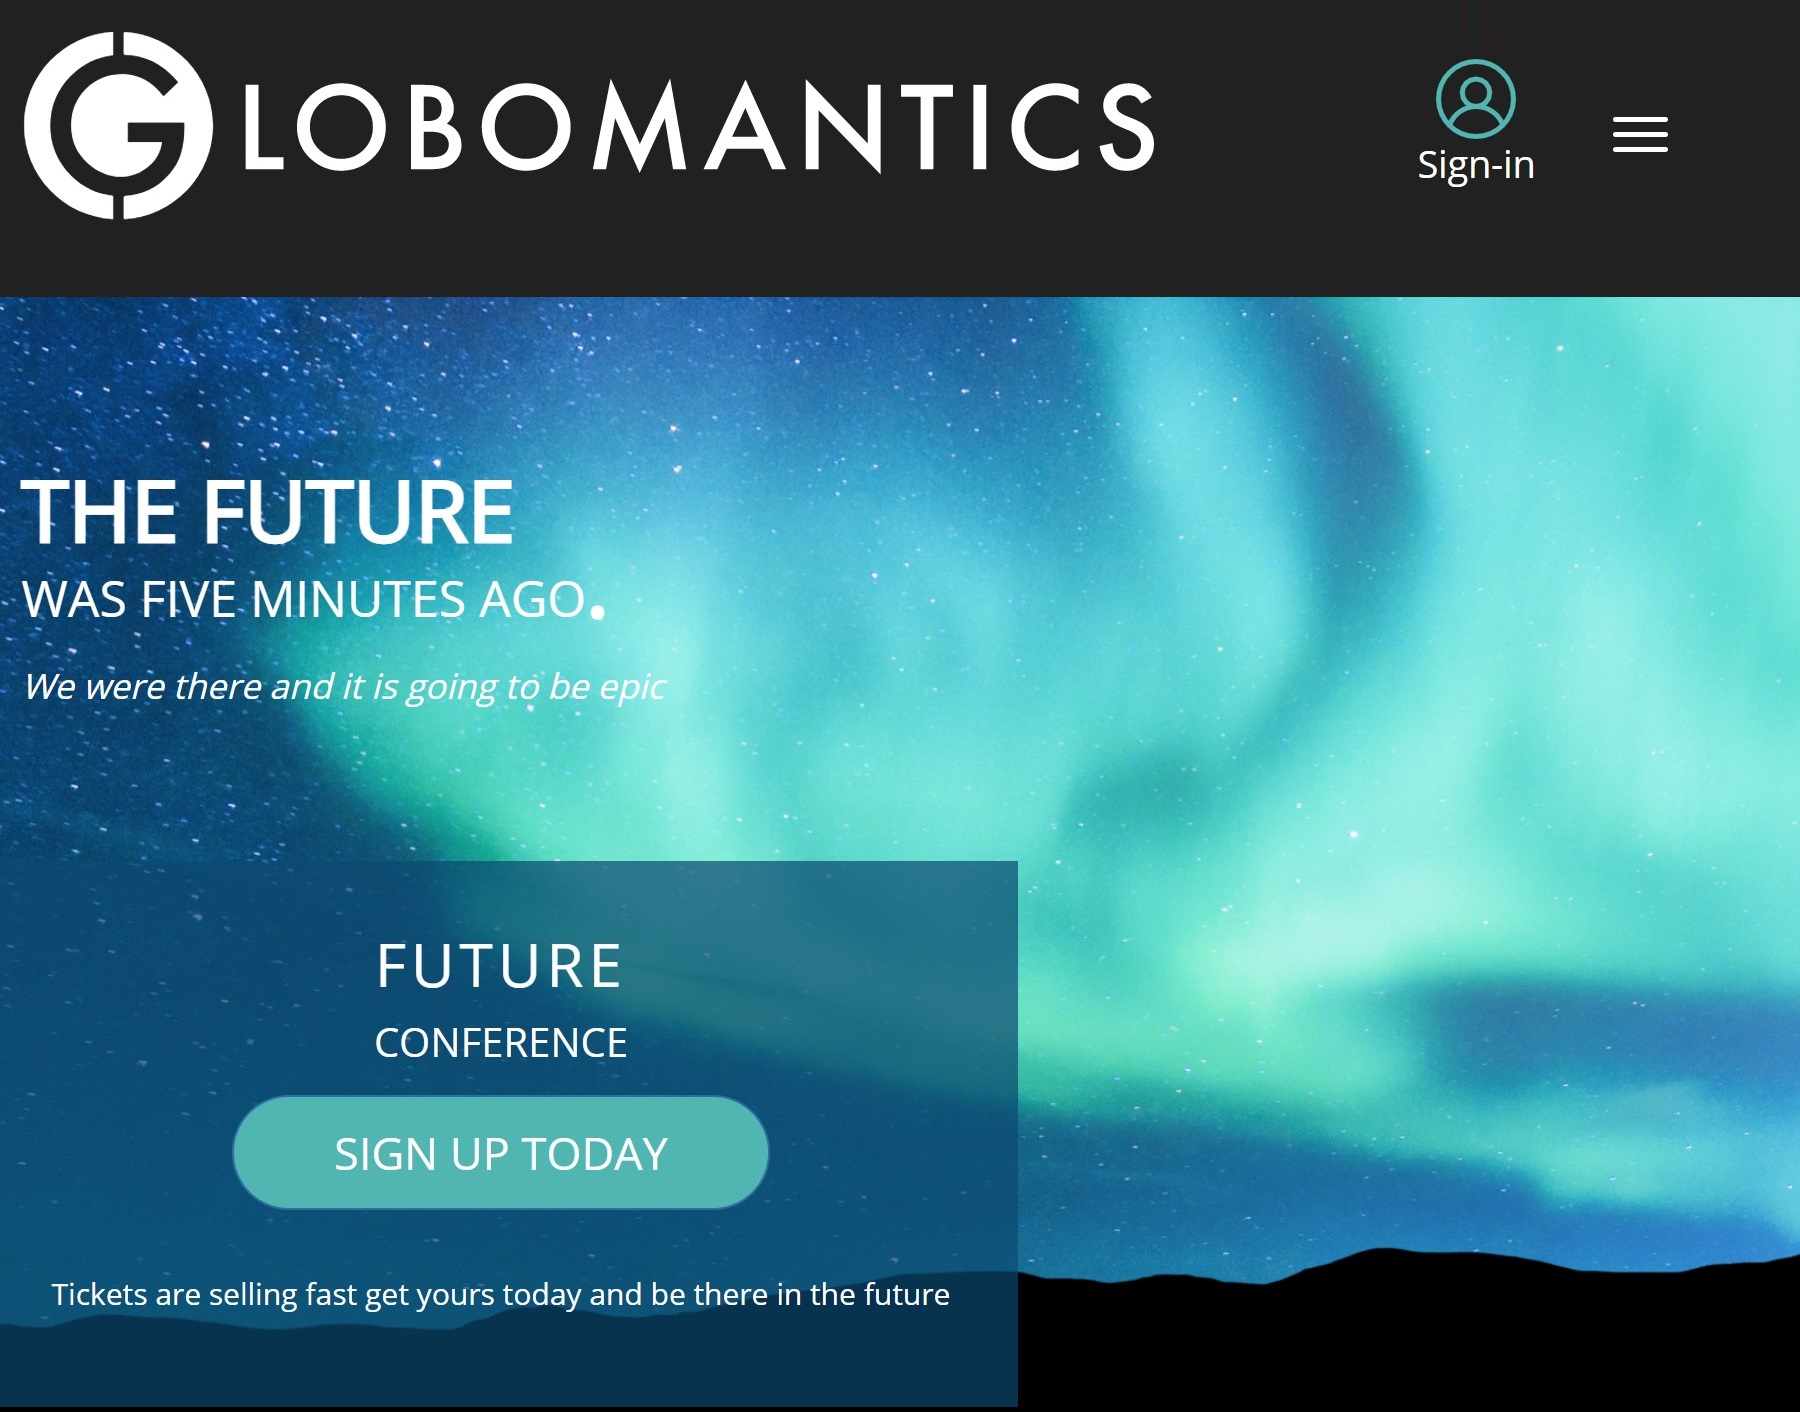 GLOBOMANTICS
Sign-in
THE FUTURE
WAS FIVE MINUTES AGO.
We were there and it is going to be epic
FUTURE
CONFERENCE
SIGN UP TODAY
Tickets are selling fast get yours today and be there in the future